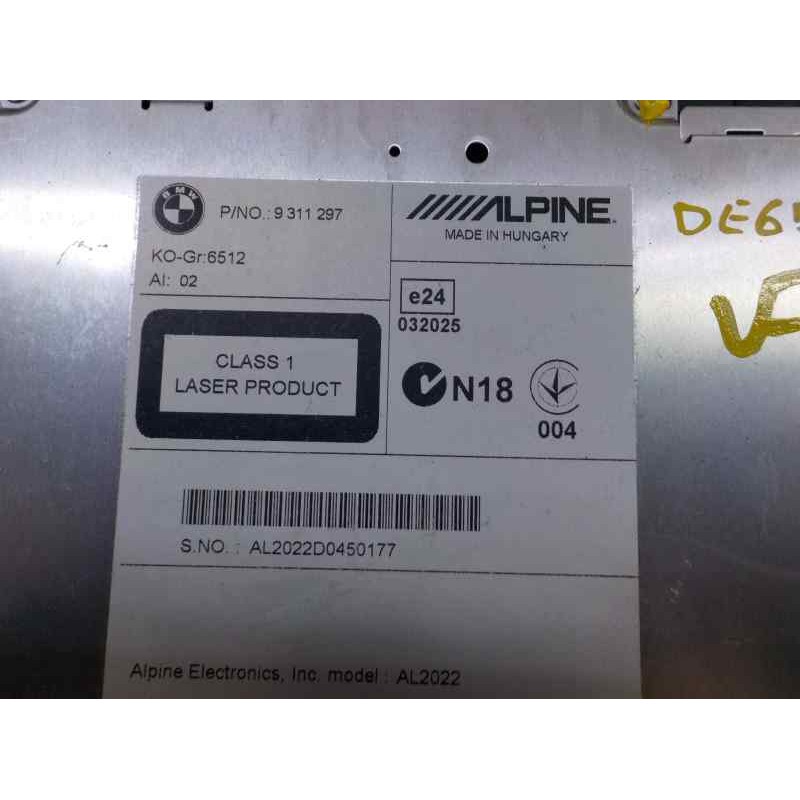 BMW
P/NO.: 9 311 297
KO-Gr:6512
AI: 02
ALPINE
MADE IN HUNGARY
e24
032025
CLASS 1
LASER PRODUCT
N18
004
S.NO. : AL2022D0450177
Alpine Electronics, Inc. model : AL2022